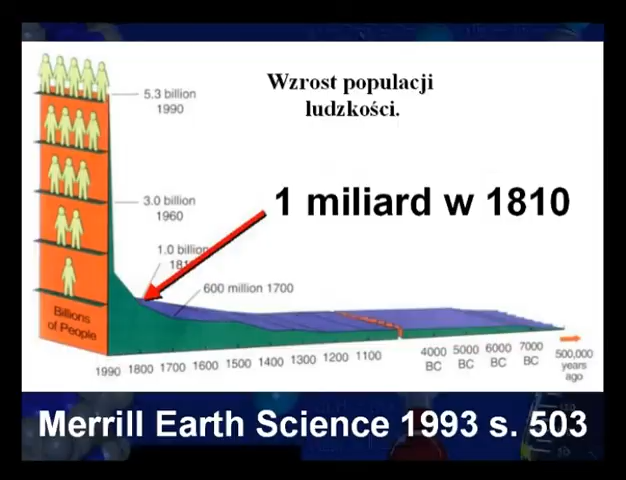 Wzrost populacji
ludzkości.
5.3 billion
1990
1 miliard w 1810
3.0 billion
1960
1.0 billion
600 million 1700
Billions
of People
1990 1800 1700 1600 1500 1400 1300 1200 1100
4000 BC 5000 BC 6000 BC 7000 BC
500,000
years
ago
Merrill Earth Science 1993 s. 503